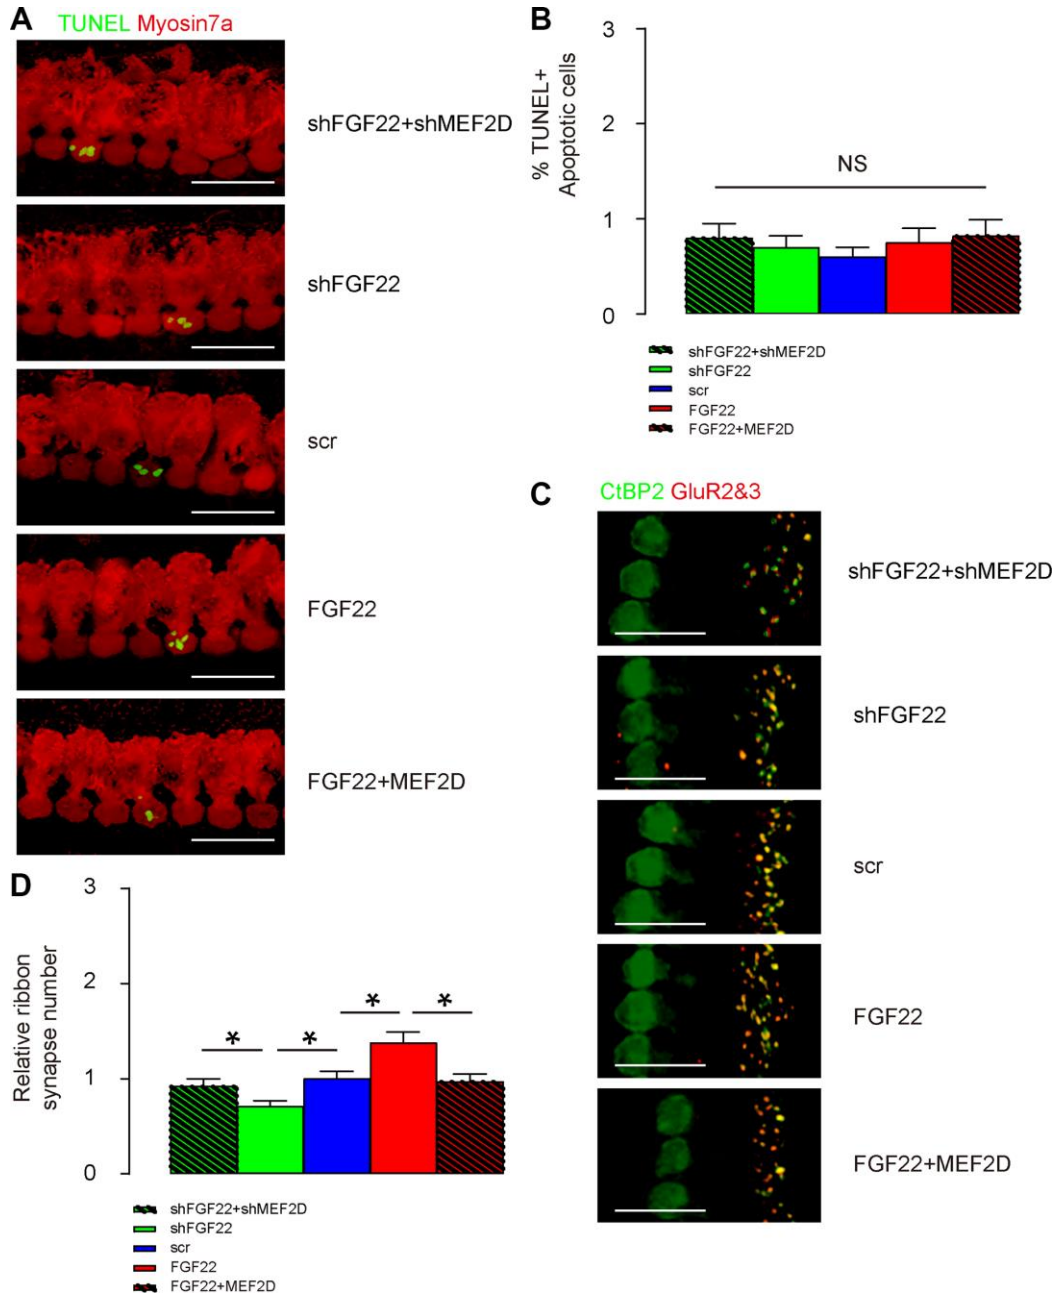 A
TUNEL Myosin7a
shFGF22+shMEF2D
shFGF22
scr
FGF22
FGF22+MEF2D
B
% TUNEL+
Apoptotic cells
3
2
1
0
NS
shFGF22+shMEF2D
shFGF22
scr
FGF22
FGF22+MEF2D
C
CtBP2 GluR2&3
shFGF22+shMEF2D
shFGF22
scr
FGF22
FGF22+MEF2D
D
Relative ribbon
synapse number
3
2
1
0
* * * *
shFGF22+shMEF2D
shFGF22
scr
FGF22
FGF22+MEF2D